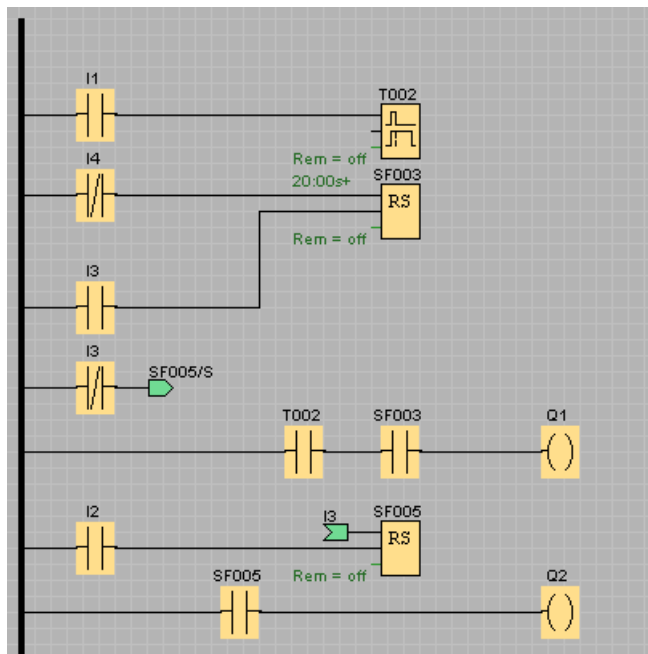 I1
T002
Rem = off
I4
20:00s+
SF003
RS
Rem = off
I3
I3
SF005/S
T002
SF003
Q1
I2
I3
SF005
RS
SF005
Rem = off
Q2